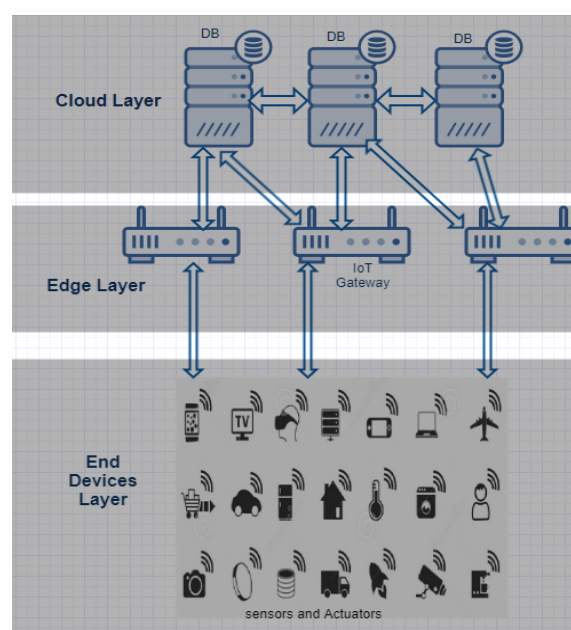 DB
DB
DB
Cloud Layer
Edge Layer
IoT
Gateway
End
Devices
Layer
TV
sensors and Actuators